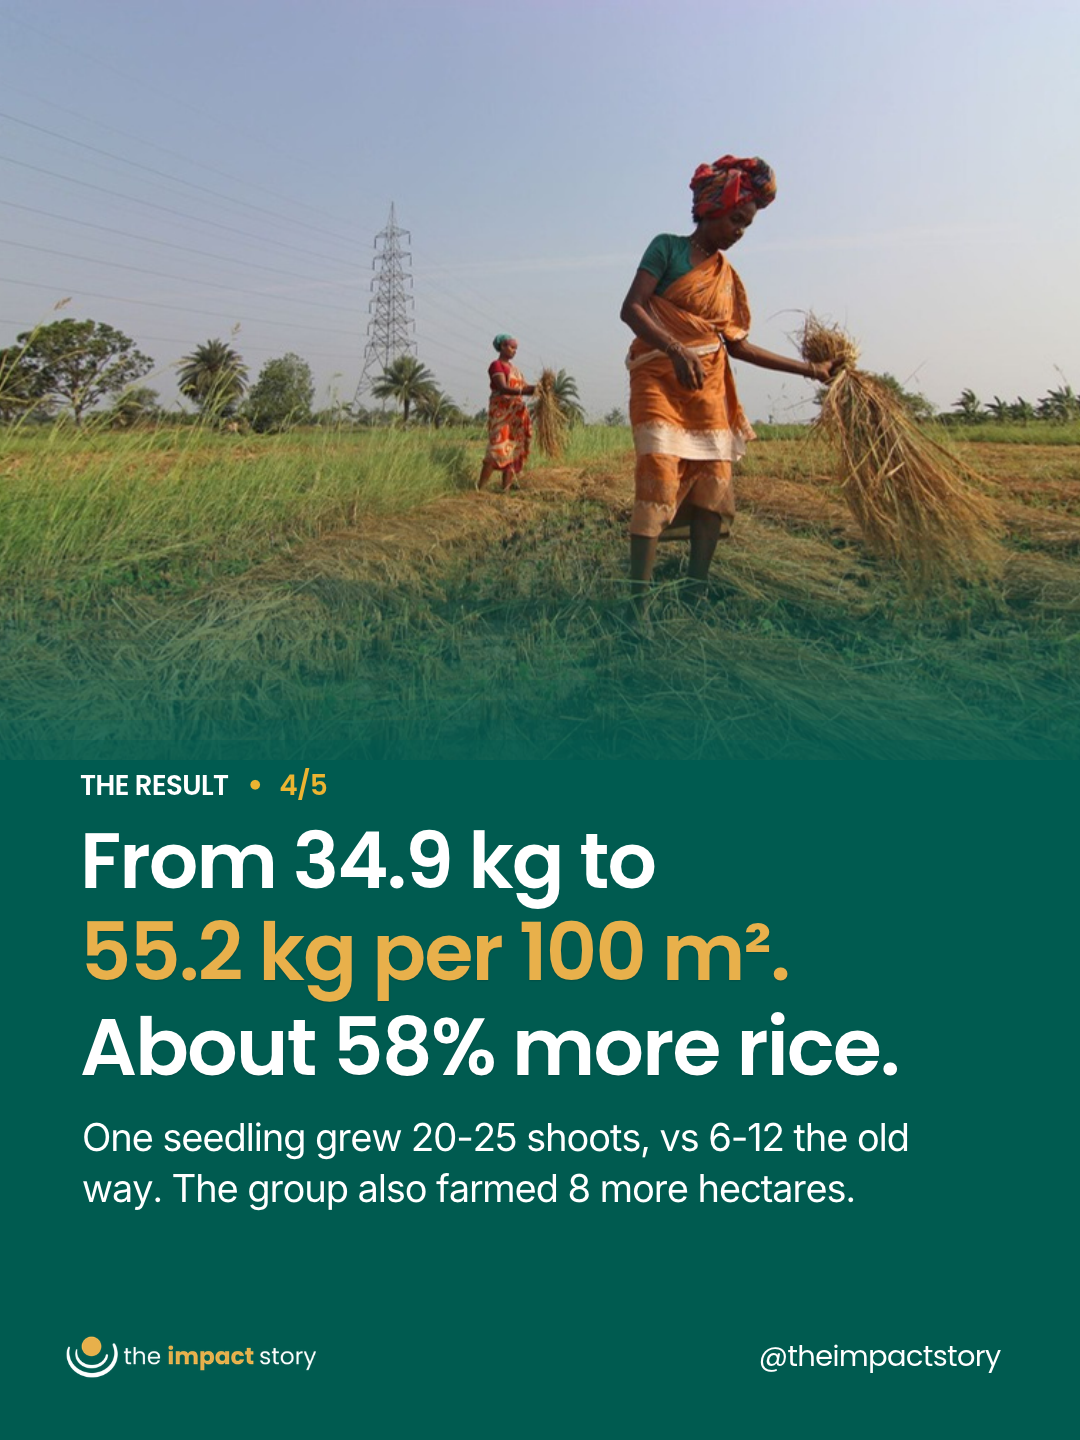 THE RESULT • 4/5
From 34.9 kg to
55.2 kg per 100 m².
About 58% more rice.
One seedling grew 20-25 shoots, vs 6-12 the old
way. The group also farmed 8 more hectares.
the impact story
@theimpactstory